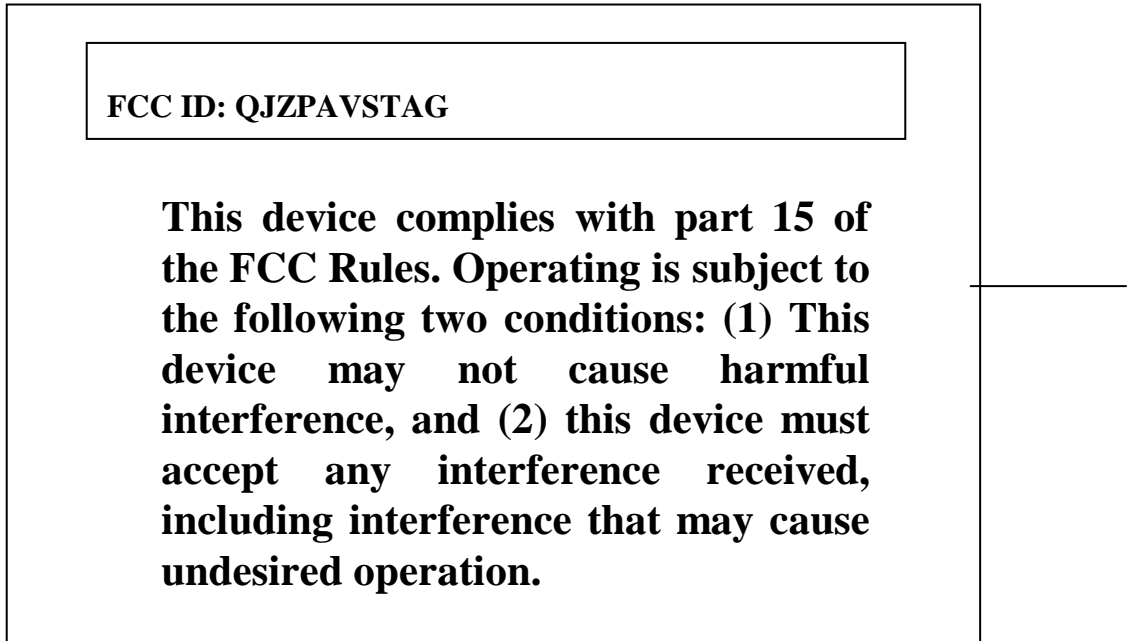 FCC ID: QJZPAVSTAG
This device complies with part 15 of
the FCC Rules. Operating is subject to
the following two conditions: (1) This
device may not cause harmful
interference, and (2) this device must
accept any interference received,
including interference that may cause
undesired operation.